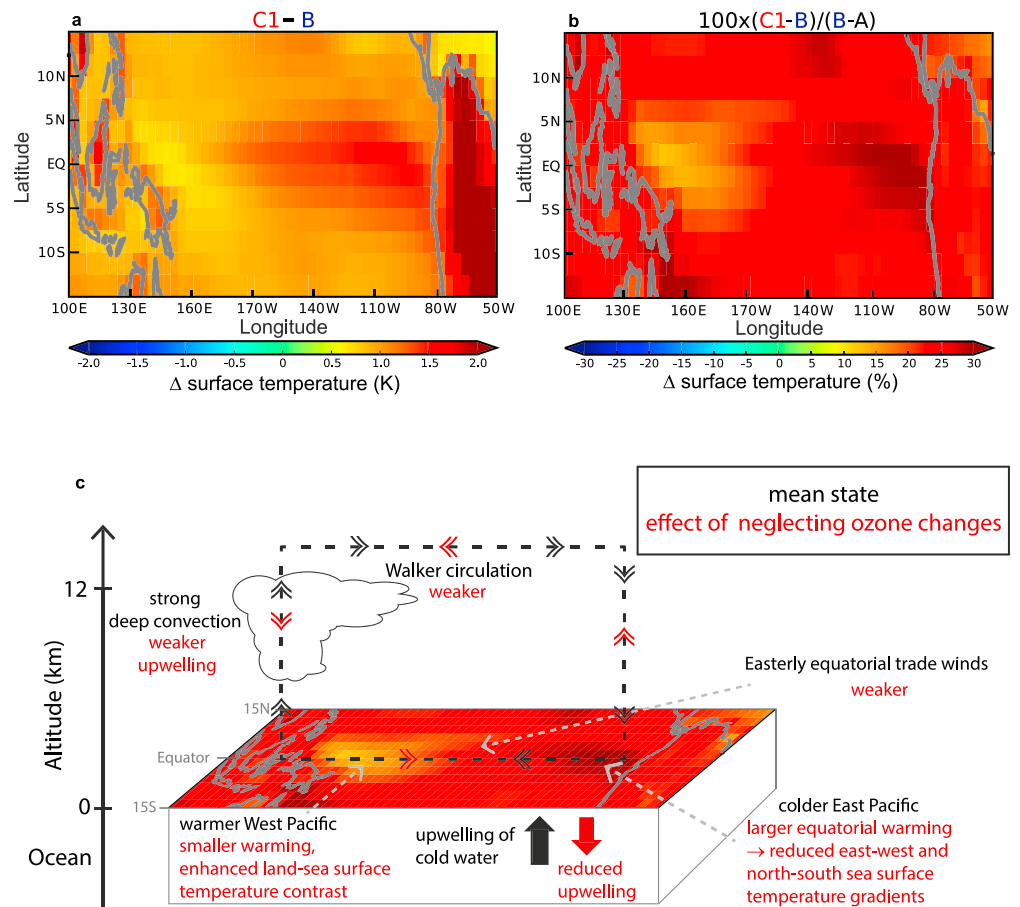 a
C1 – B
10N
5N
EQ
5S
10S
Latitude
100E 130E 160E 170W 140W 110W 80W 50W
Longitude
-2.0 -1.5 -1.0 -0.5 0 0.5 1.0 1.5 2.0
Δ surface temperature (K)
b
100x(C1-B)/(B-A)
10N
5N
EQ
5S
10S
Latitude
100E 130E 160E 170W 140W 110W 80W 50W
Longitude
-30 -20 -15 -10 -5 0 5 10 15 20 25 30
Δ surface temperature (%)
c
mean state
effect of neglecting ozone changes
Altitude (km)
12
0
Ocean
strong
deep convection
weaker
upwelling
Walker circulation
weaker
Easterly equatorial trade winds
weaker
15N
Equator
15S
warmer West Pacific
smaller warming,
enhanced land-sea surface
temperature contrast
upwelling of
cold water
reduced
upwelling
colder East Pacific
larger equatorial warming
→ reduced east-west and
north-south sea surface
temperature gradients